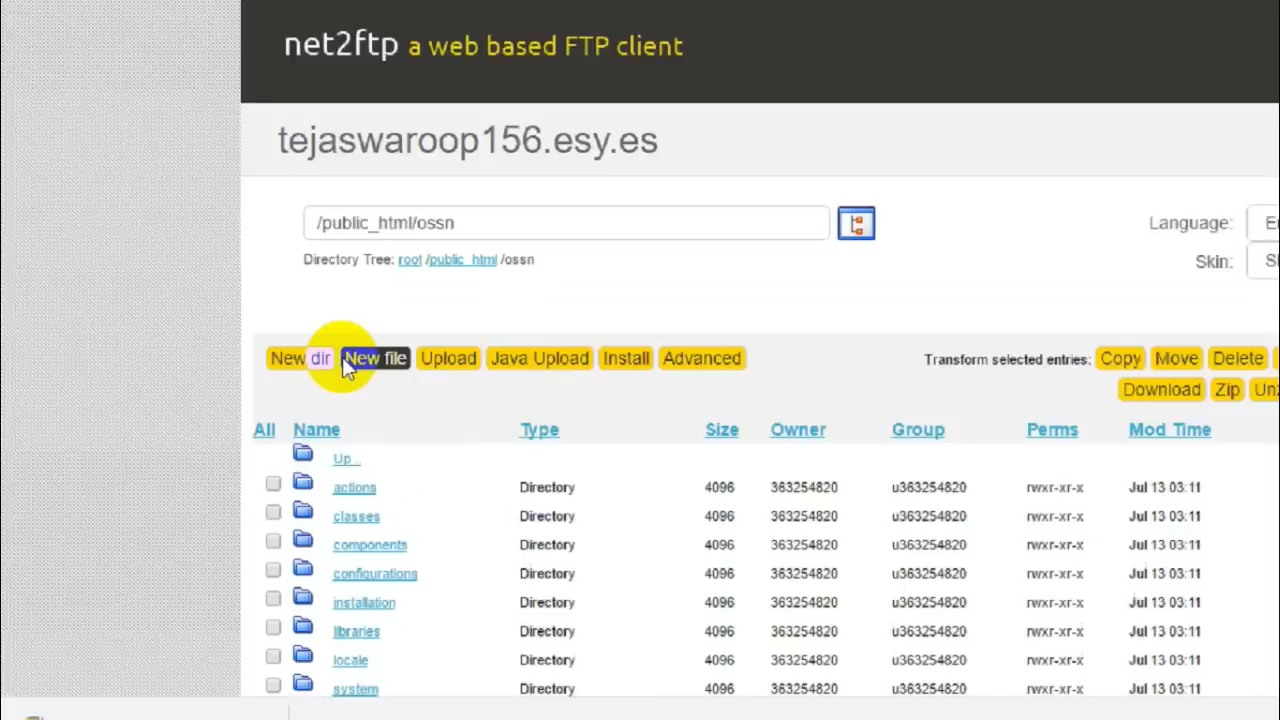 net2ftp a web based FTP client
tejaswaroop156.esy.es
/public_html/ossn
Language:
Directory Tree: root /public_html /ossn
Skin:
New dir New file Upload Java Upload Install Advanced Transform selected entries: Copy Move Delete
Download Zip
All Name Type Size Owner Group Perms Mod Time
Up ..
actions Directory 4096 363254820 u363254820 rwxr-xr-x Jul 13 03:11
classes Directory 4096 363254820 u363254820 rwxr-xr-x Jul 13 03:11
components Directory 4096 363254820 u363254820 rwxr-xr-x Jul 13 03:11
configurations Directory 4096 363254820 u363254820 rwxr-xr-x Jul 13 03:11
installation Directory 4096 363254820 u363254820 rwxr-xr-x Jul 13 03:11
libraries Directory 4096 363254820 u363254820 rwxr-xr-x Jul 13 03:11
locale Directory 4096 363254820 u363254820 rwxr-xr-x Jul 13 03:11
system Directory 4096 363254820 u363254820 rwxr-xr-x Jul 13 03:11